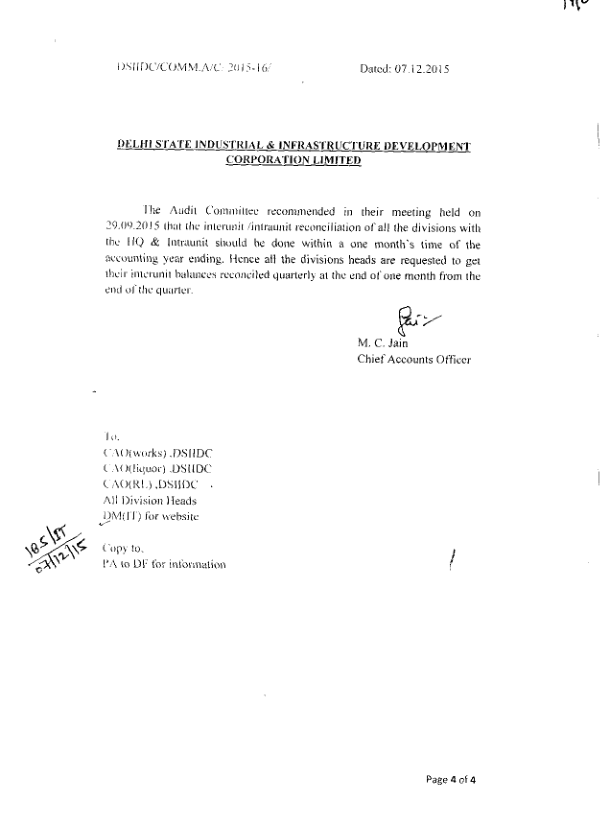 DSIIDC/COMM.A/C/ 2015-16/ Dated: 07.12.2015
DELHI STATE INDUSTRIAL & INFRASTRUCTURE DEVELOPMENT
CORPORATION LIMITED
The Audit Committee recommended in their meeting held on
29.09.2015 that the interunit /intraunit reconciliation of all the divisions with
the HQ & Intraunit should be done within a one month's time of the
accounting year ending. Hence all the divisions heads are requested to get
their interunit balances reconciled quarterly at the end of one month from the
end of the quarter.
M. C. Jain
Chief Accounts Officer
To,
CAO(works) ,DSIIDC
CAO(liquor) ,DSIIDC
CAO(RL) ,DSIIDC
All Division Heads
DM(IT) for website
185/IT
07/12/15
Copy to,
PA to DF for information
Page 4 of 4